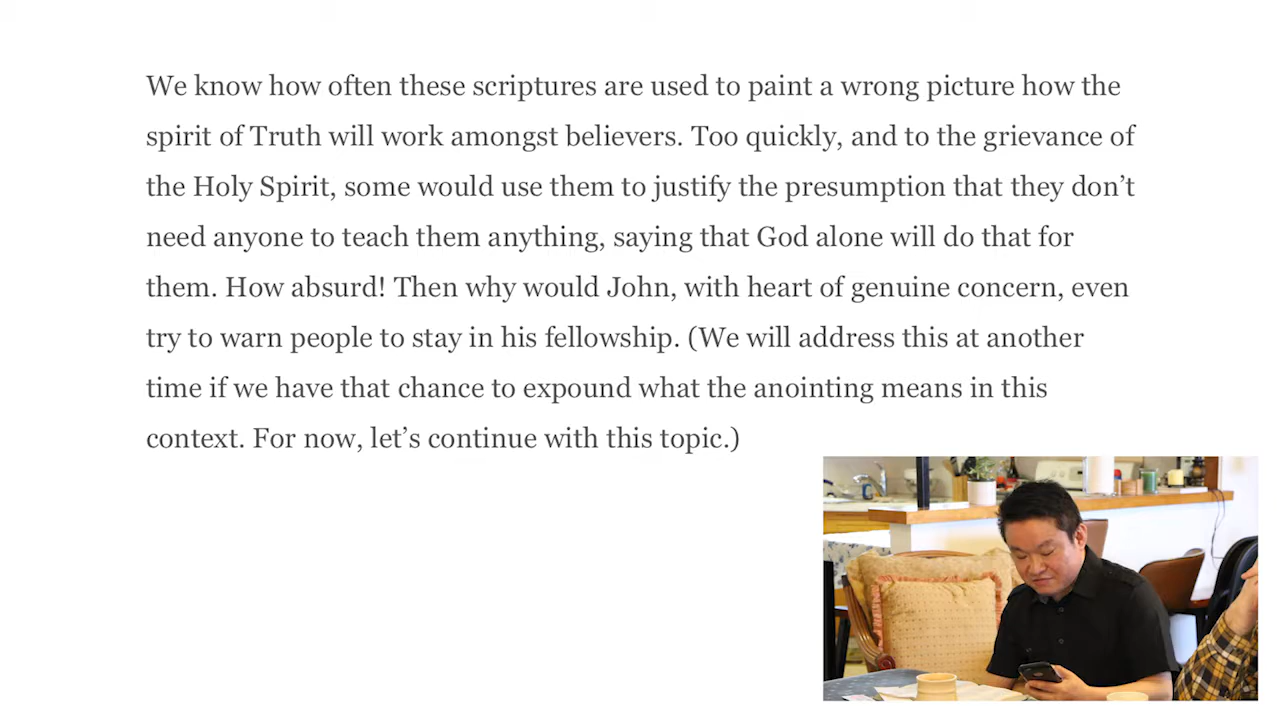 We know how often these scriptures are used to paint a wrong picture how the
spirit of Truth will work amongst believers. Too quickly, and to the grievance of
the Holy Spirit, some would use them to justify the presumption that they don’t
need anyone to teach them anything, saying that God alone will do that for
them. How absurd! Then why would John, with heart of genuine concern, even
try to warn people to stay in his fellowship. (We will address this at another
time if we have that chance to expound what the anointing means in this
context. For now, let’s continue with this topic.)